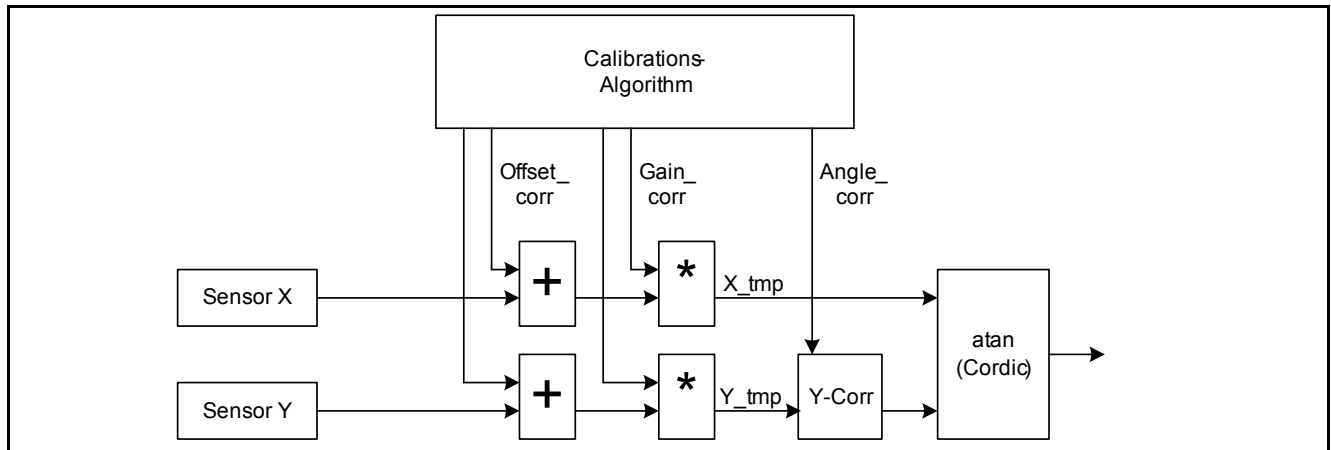 Calibrations-
Algorithm
Offset_
corr
Gain_
corr
Angle_
corr
+
*
X_tmp
Sensor X
atan
(Cordic)
+
*
Y_tmp
Y-Corr
Sensor Y